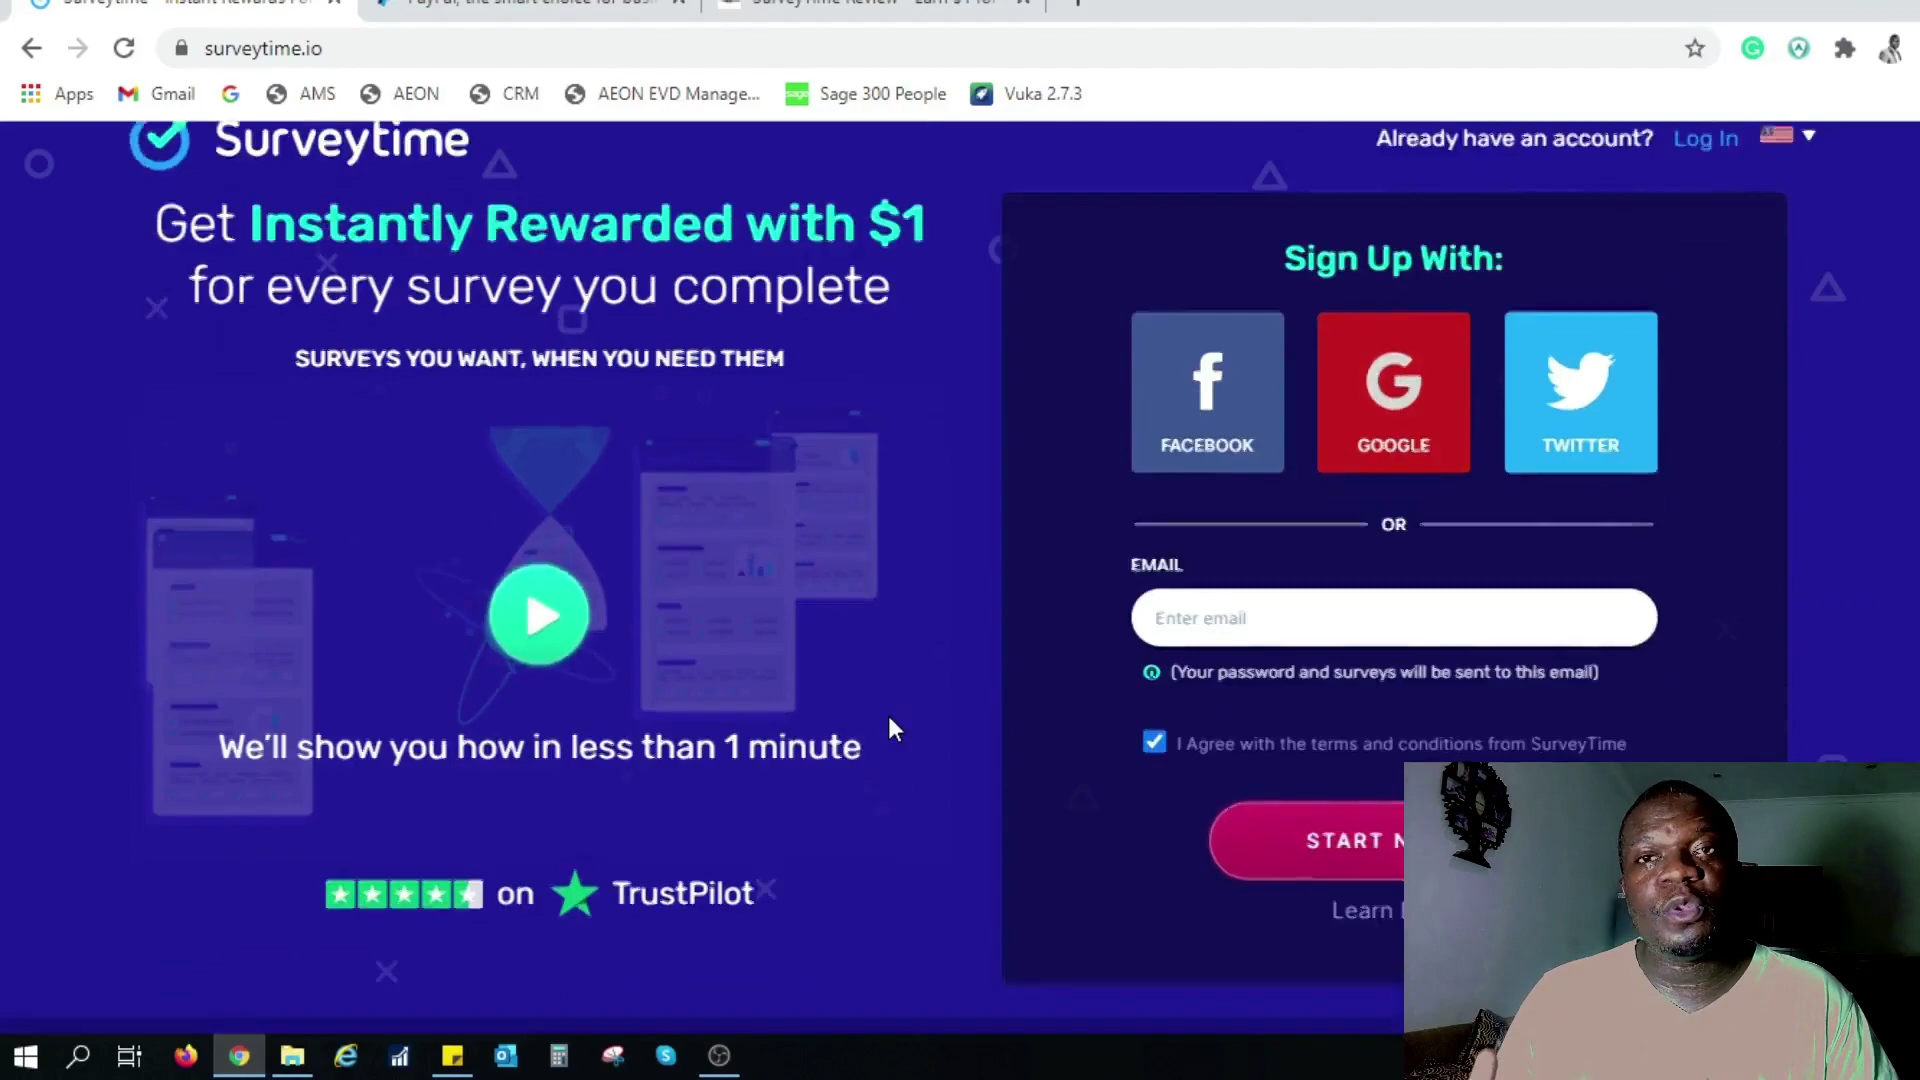 surveytime.io
Apps
Gmail
AMS
AEON
CRM
AEON EVD Manage...
Sage 300 People
Vuka 2.7.3
Surveytime
Already have an account? Log In
Get Instantly Rewarded with $1
for every survey you complete
SURVEYS YOU WANT, WHEN YOU NEED THEM
We'll show you how in less than 1 minute
on TrustPilot
Sign Up With:
FACEBOOK
GOOGLE
TWITTER
OR
EMAIL
Enter email
(Your password and surveys will be sent to this email)
I Agree with the terms and conditions from SurveyTime
START N
Learn